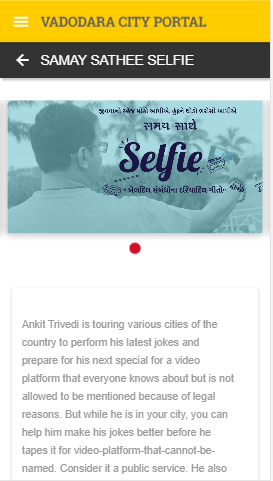 VADODARA CITY PORTAL
SAMAY SATHEE SELFIE
સમય સાથે
Selfie
Ankit Trivedi is touring various cities of the
country to perform his latest jokes and
prepare for his next special for a video
platform that everyone knows about but is not
allowed to be mentioned because of legal
reasons. But while he is in your city, you can
help him make his jokes better before he
tapes it for video-platform-that-cannot-be-
named. Consider it a public service. He also